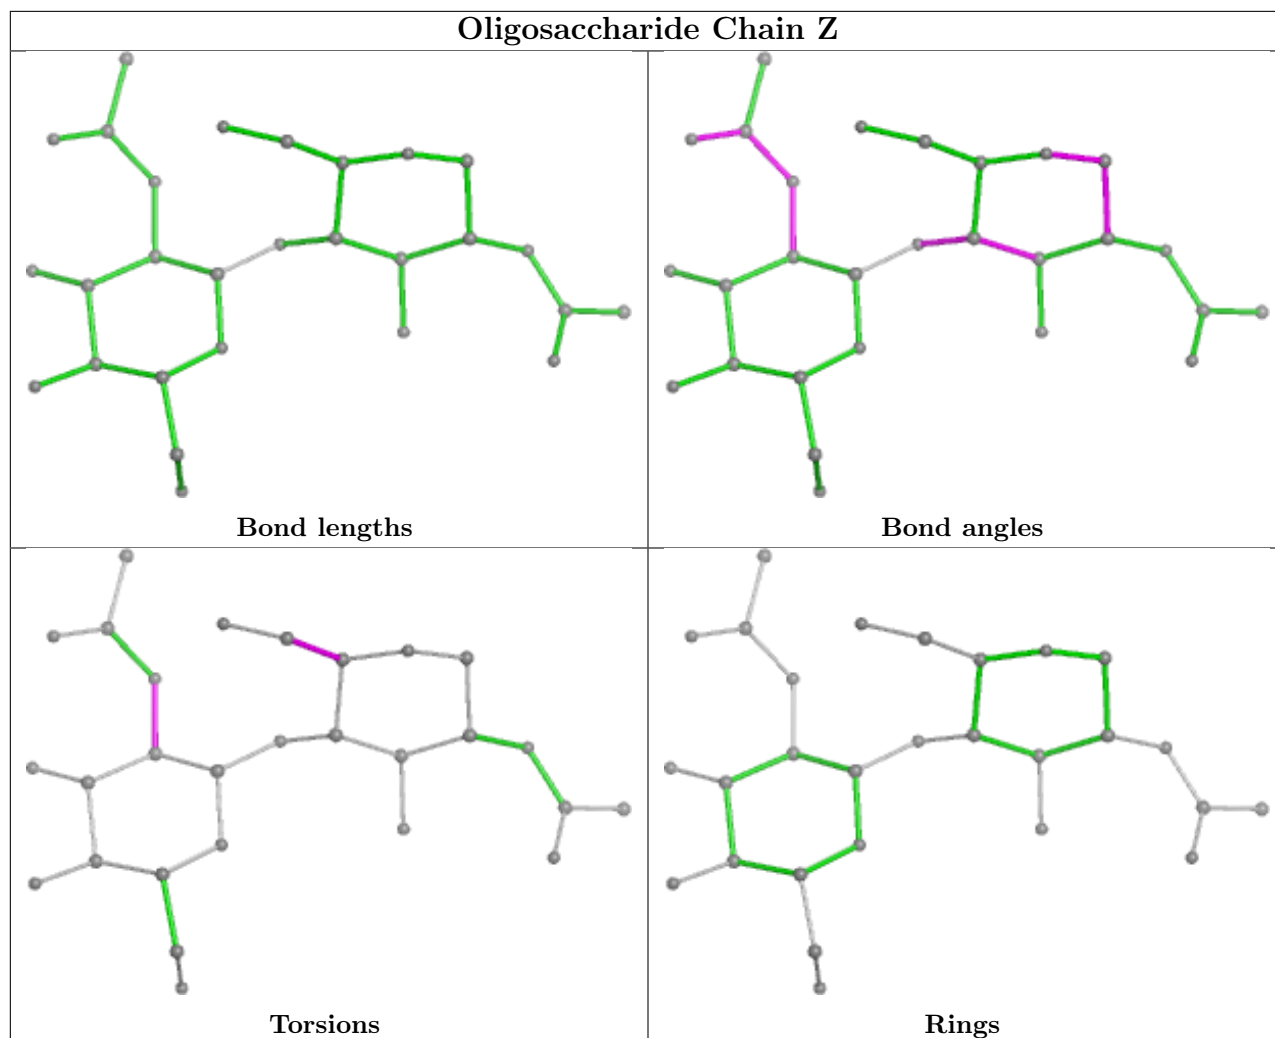 Oligosaccharide Chain Z
Bond lengths
Bond angles
Torsions
Rings